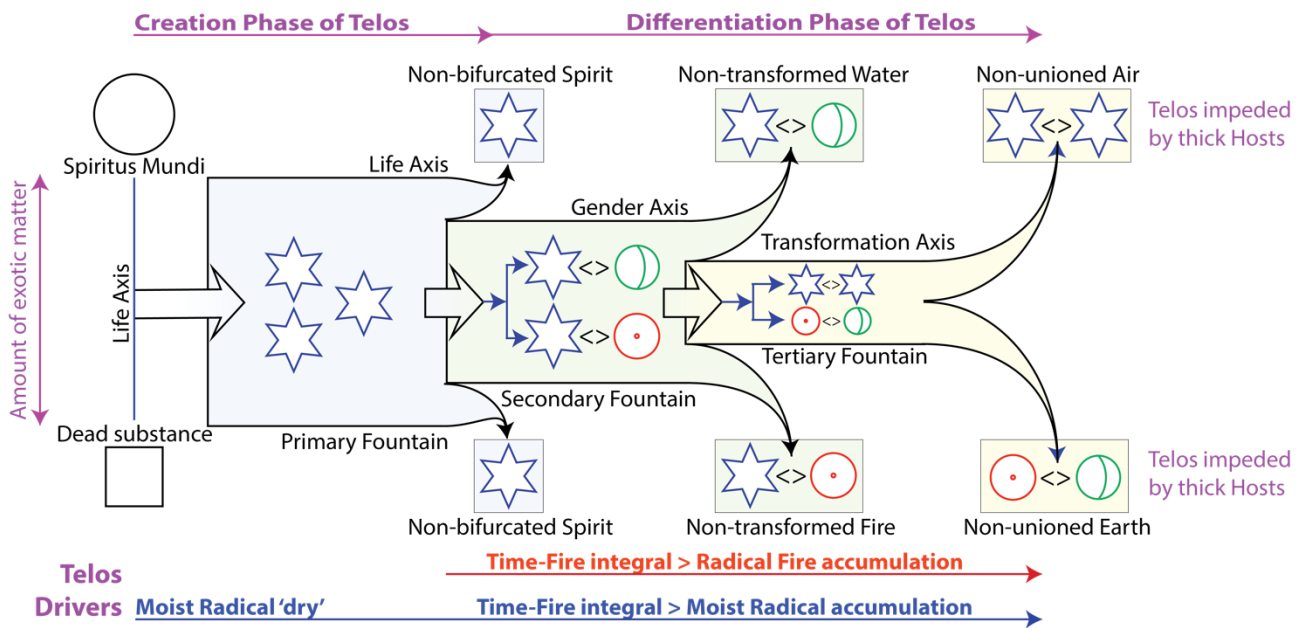 Creation Phase of Telos
Differentiation Phase of Telos
Non-bifurcated Spirit
Non-transformed Water
Non-unioned Air
<>
<>
Telos impeded
by thick Hosts
Spiritus Mundi
Life Axis
Gender Axis
Transformation Axis
Amount of exotic matter
Life Axis
<>
<>
<>
<>
Tertiary Fountain
Secondary Fountain
Primary Fountain
Dead substance
<>
<>
Telos impeded
by thick Hosts
Non-bifurcated Spirit
Non-transformed Fire
Non-unioned Earth
Telos
Drivers
Time-Fire integral > Radical Fire accumulation
Moist Radical ‘dry’
Time-Fire integral > Moist Radical accumulation